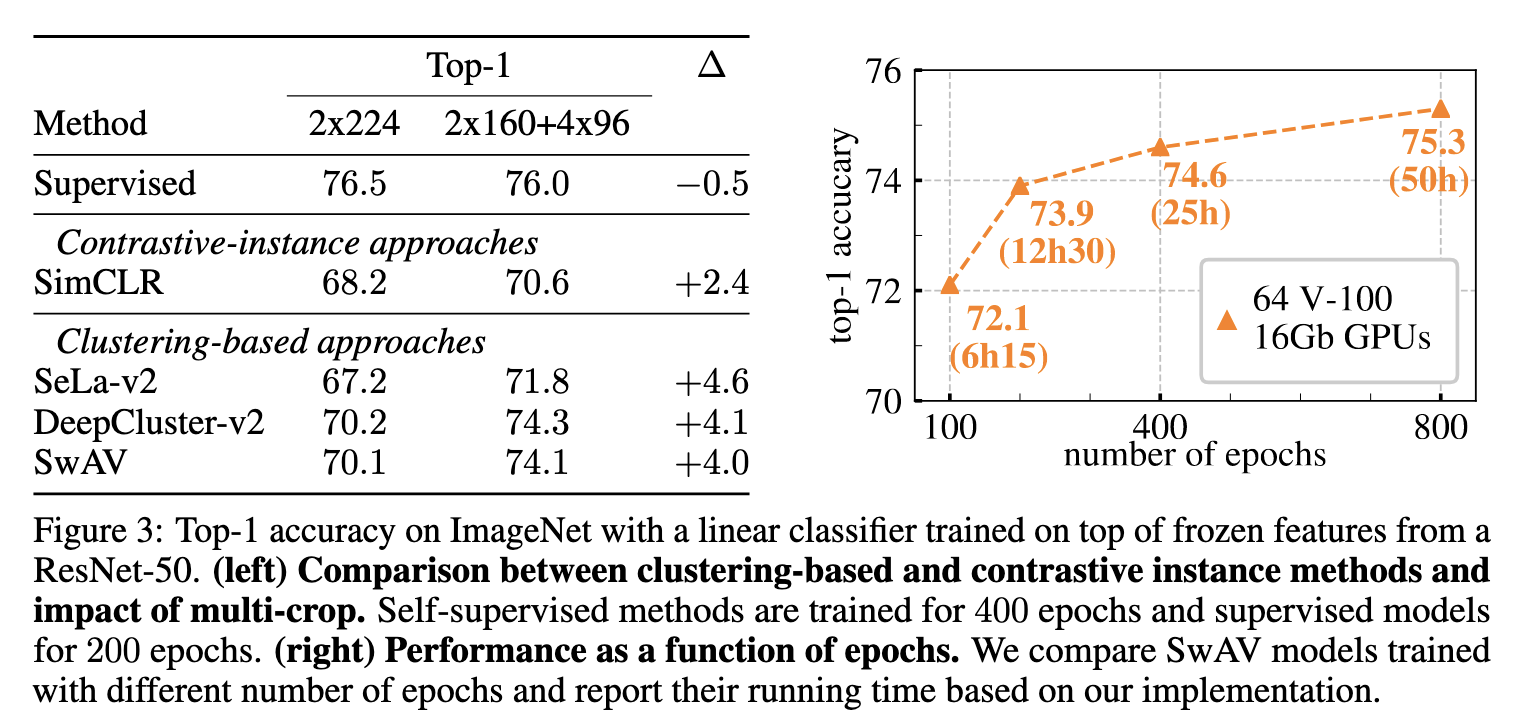 Top-1 Δ
Method 2x224 2x160+4x96
Supervised 76.5 76.0 −0.5
Contrastive-instance approaches
SimCLR 68.2 70.6 +2.4
Clustering-based approaches
SeLa-v2 67.2 71.8 +4.6
DeepCluster-v2 70.2 74.3 +4.1
SwAV 70.1 74.1 +4.0
top-1 accucary
76
74
72
70
72.1
(6h15)
73.9
(12h30)
74.6
(25h)
75.3
(50h)
64 V-100
16Gb GPUs
100 400 800
number of epochs
Figure 3: Top-1 accuracy on ImageNet with a linear classifier trained on top of frozen features from a
ResNet-50. (left) Comparison between clustering-based and contrastive instance methods and
impact of multi-crop. Self-supervised methods are trained for 400 epochs and supervised models
for 200 epochs. (right) Performance as a function of epochs. We compare SwAV models trained
with different number of epochs and report their running time based on our implementation.